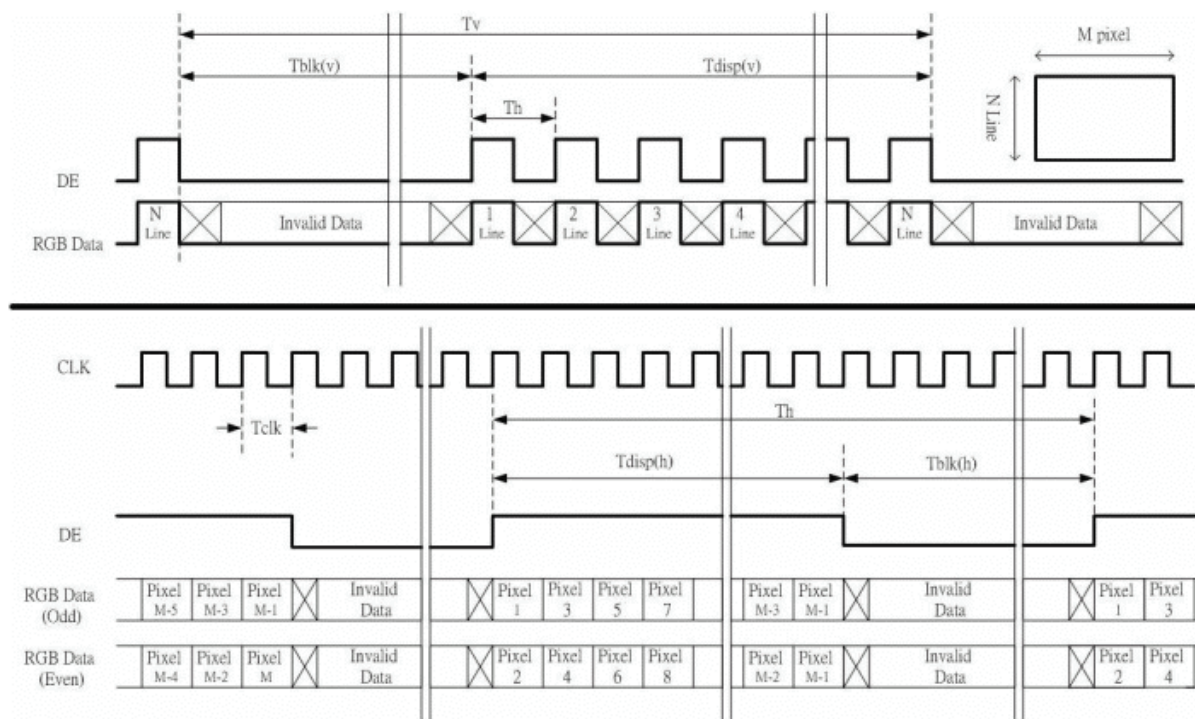 Tv
M pixel
Tblk(v)
Tdisp(v)
Th
N Line
DE
RGB Data
N Line
Invalid Data
1 Line
2 Line
3 Line
4 Line
N Line
Invalid Data
CLK
Tclk
Th
Tdisp(h)
Tblk(h)
DE
RGB Data
(Odd)
Pixel M-5
Pixel M-3
Pixel M-1
Invalid Data
Pixel 1
Pixel 3
Pixel 5
Pixel 7
Pixel M-3
Pixel M-1
Invalid Data
Pixel 1
Pixel 3
RGB Data
(Even)
Pixel M-4
Pixel M-2
Pixel M
Invalid Data
Pixel 2
Pixel 4
Pixel 6
Pixel 8
Pixel M-2
Pixel M-1
Invalid Data
Pixel 2
Pixel 4